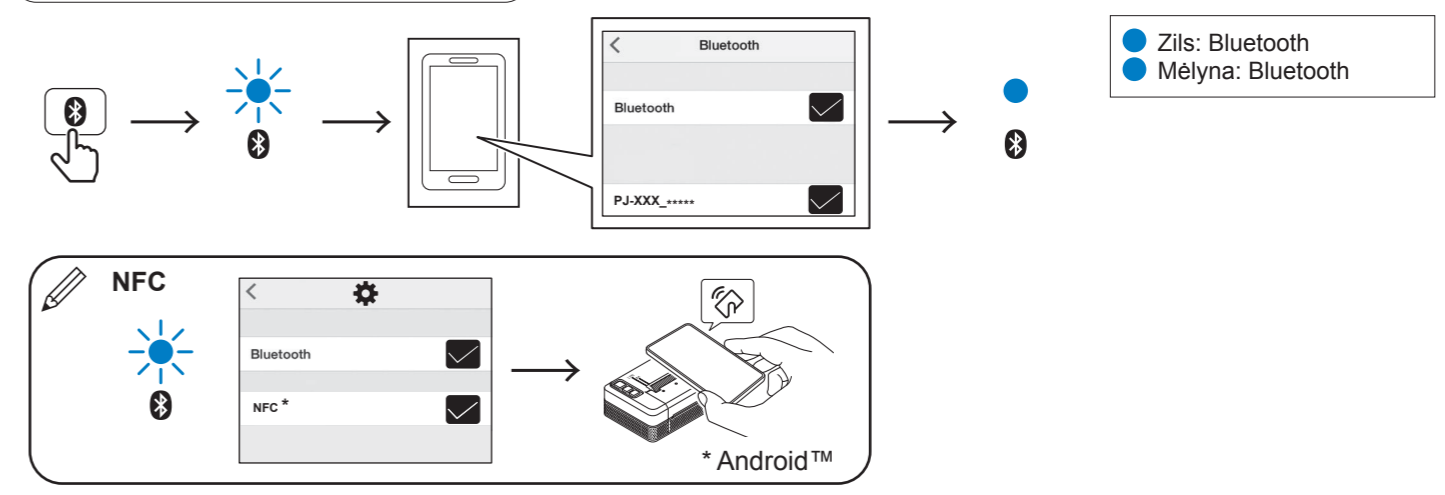 Bluetooth
Bluetooth
PJ-XXX_*****
Zils: Bluetooth
Mėlyna: Bluetooth
NFC
Bluetooth
NFC *
* Android™